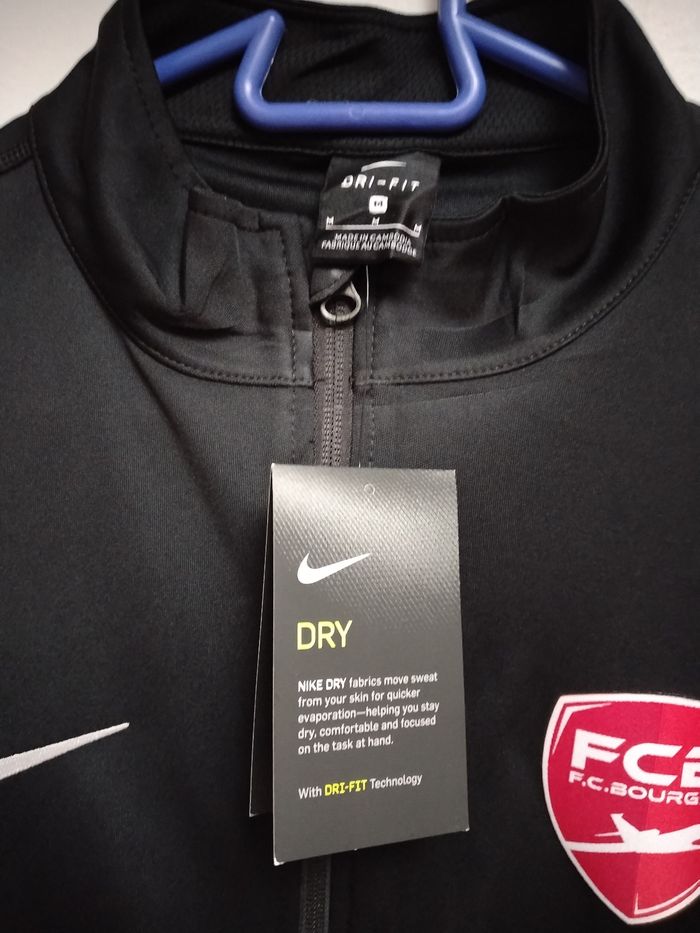 DRI-FIT
M
M M M
MADE IN CAMBODIA
FABRIQUE AU CAMBODGE
DRY
NIKE DRY fabrics move sweat
from your skin for quicker
evaporation—helping you stay
dry, comfortable and focused
on the task at hand.
With DRI-FIT Technology
F.C.BOURG